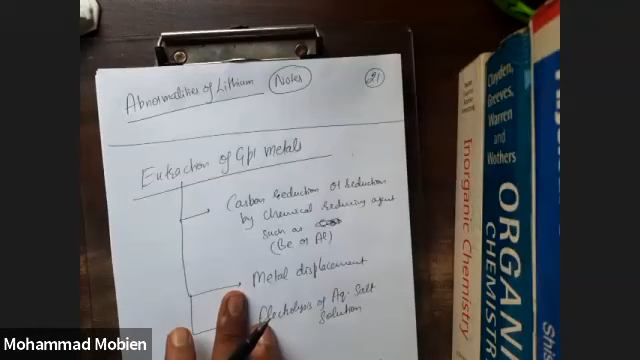 Abnormalities of Lithium Notes
21
Extraction of Gp1 metals
Carbon reduction or reduction
by chemical reducing agent
such as
(Be or Al)
Metal displacement
Electrolysis of Aq. Salt
Solution
Mohammad Mobien
Inorganic Chemistry
Clayden,
Greeves,
Warren
and
Wothers
ORGANIC
CHEMISTRY